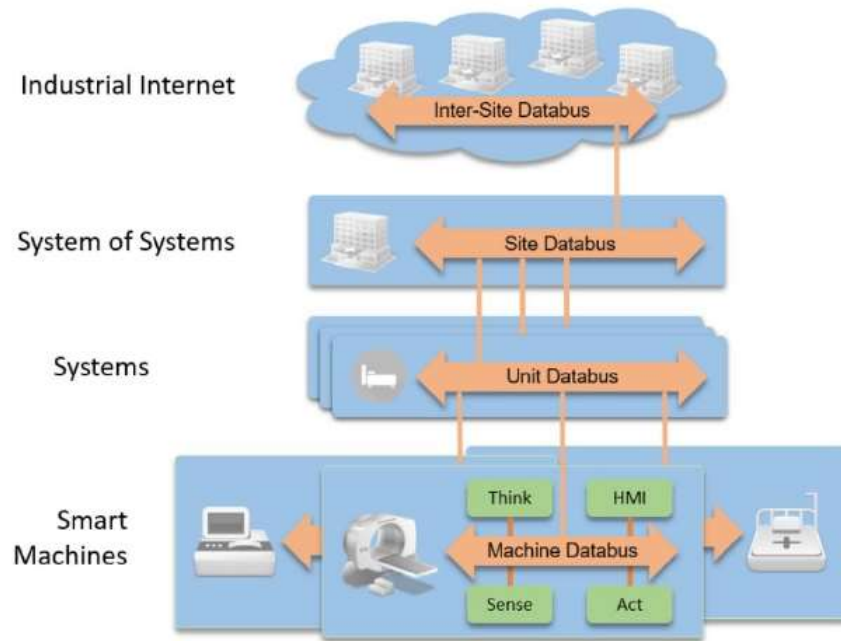 Industrial Internet
Inter-Site Databus
System of Systems
Site Databus
Systems
Unit Databus
Smart
Machines
Think
HMI
Machine Databus
Sense
Act